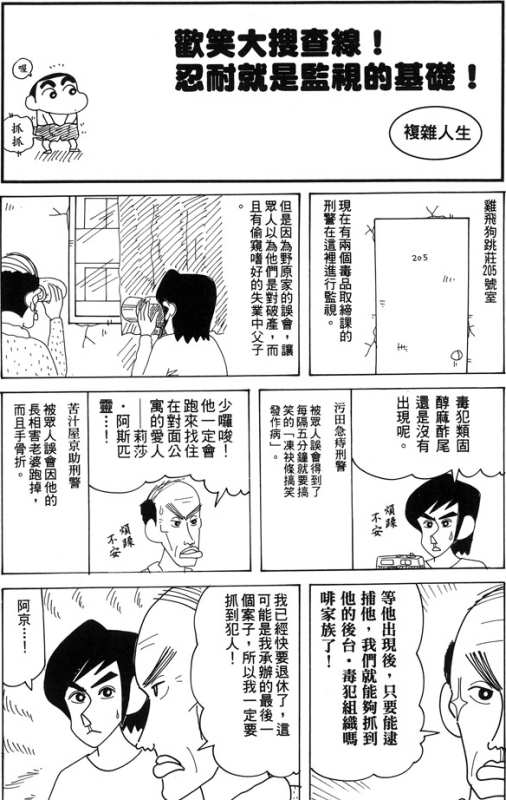 歡笑大搜查線！
忍耐就是監視的基礎！
複雜人生
喔
抓
抓
雞飛狗跳莊205號室
205
現在有兩個毒品取締課的
刑警在這裡進行監視。
但是因為野原家的誤會，讓
眾人以為他們是對破產，而
且有偷窺嗜好的失業中父子
。
毒犯類固
醇麻麻酢尾
還是沒有
出現呢。
煩躁
不安
污田急痔刑警
被眾人誤會得到了
每隔五分鐘就要搞
笑的「凍袂條搞笑
發作病」。
少囉唆！
他一定會
跑來找住
在對面公
寓的愛人
──莉莎
．阿斯匹
靈…！
煩躁
不安
苦汁屋京助刑警
被眾人誤會因他的
長相害老婆跑掉，
而且手骨折。
等他出現後，只要能逮
捕他，我們就能夠抓到
他的後台．毒犯組織嗎
啡家族了！
我已經快要退休了，這
可能是我承辦的最後一
個案子，所以我一定要
抓到犯人！
阿京…！